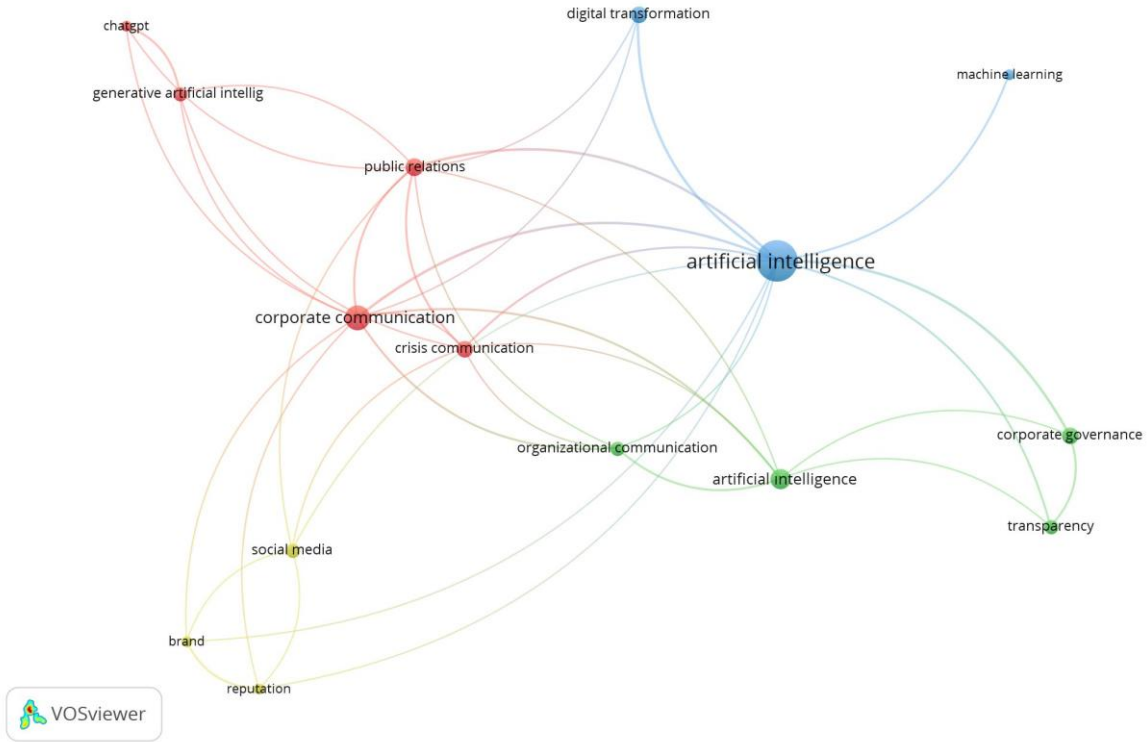 chatgpt
digital transformation
machine learning
generative artificial intellig
public relations
artificial intelligence
corporate communication
crisis communication
organizational communication
corporate governance
artificial intelligence
transparency
social media
brand
reputation
VOSviewer